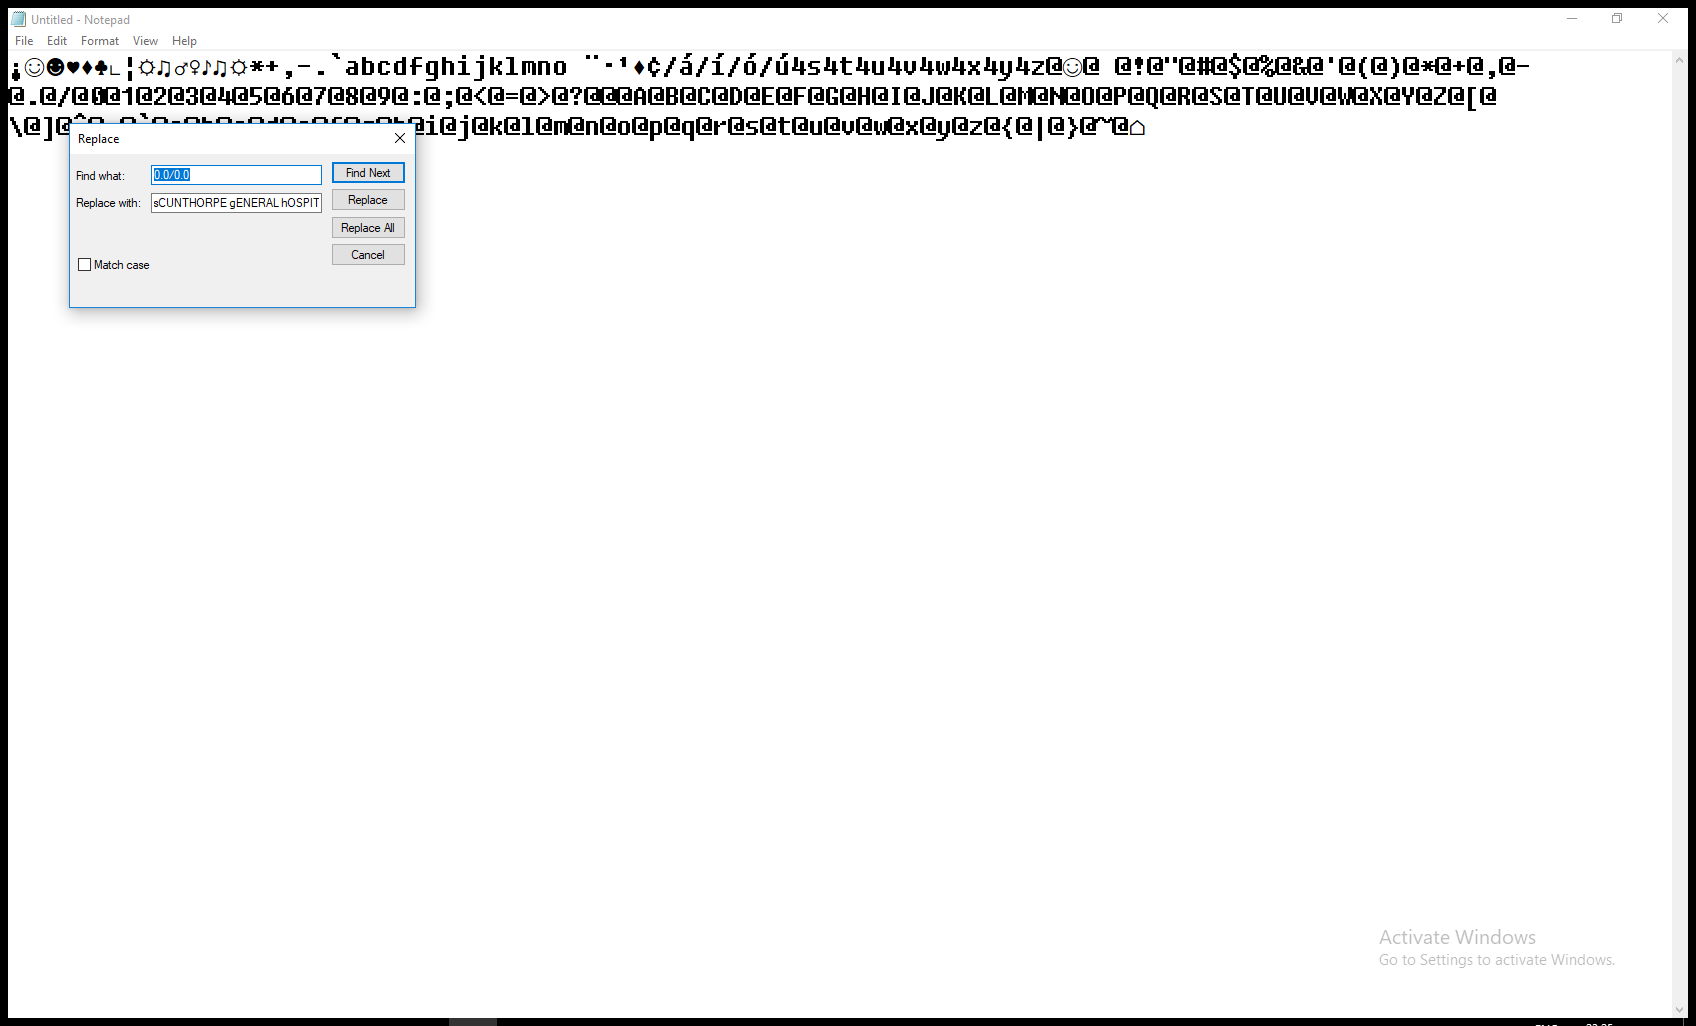 Untitled - Notepad
File Edit Format View Help
¡☺☻♥♦♣∟¦☼♫♂♀♪♫☼*+,-.`abcdfghijklmno ¨·¹♦¢/á/í/ó/ú4s4t4u4v4w4x4y4z@☺@ @!@"@#@$@%@&@'@(@)@*@+@,@-
@.@/@0@1@2@3@4@5@6@7@8@9@:@;@<@=@>@?@@@A@B@C@D@E@F@G@H@I@J@K@L@M@N@O@P@Q@R@S@T@U@V@W@X@Y@Z@[@
\@]@ @i@j@k@l@m@n@o@p@q@r@s@t@u@v@w@x@y@z@{@|@}@~@⌂
Replace
Find what: 0.0/0.0 Find Next
Replace with: sCUNTHORPE gENERAL hOSPIT Replace
Replace All
Cancel
Match case
Activate Windows
Go to Settings to activate Windows.